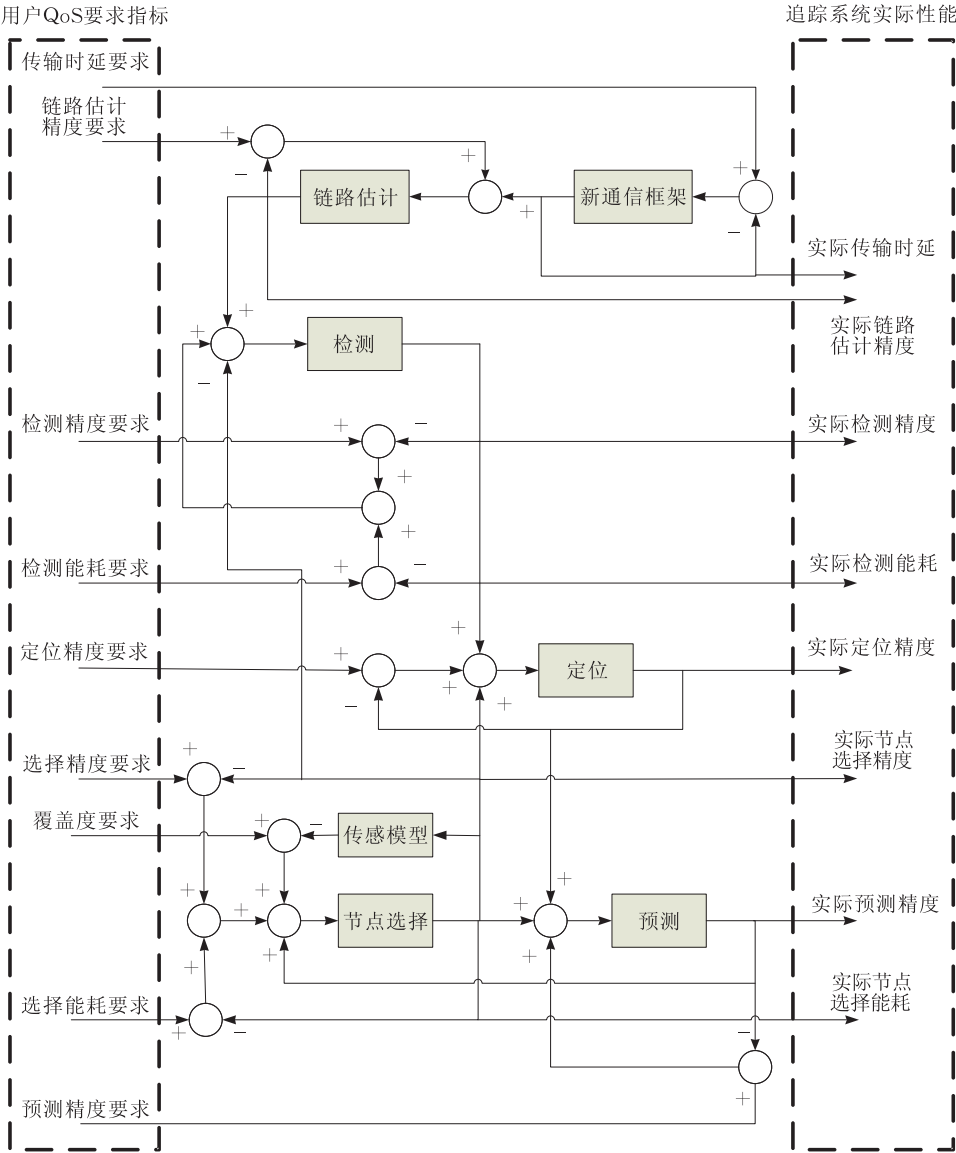 用户QoS要求指标
追踪系统实际性能
传输时延要求
链路估计
精度要求
+
−
+
链路估计
+
新通信框架
+
−
实际传输时延
实际链路
估计精度
+
+
−
检测
检测精度要求
+
−
实际检测精度
+
+
检测能耗要求
+
−
实际检测能耗
+
定位精度要求
+
−
+
+
定位
实际定位精度
选择精度要求
+
−
实际节点
选择精度
覆盖度要求
+
−
传感模型
+
+
+
节点选择
+
+
+
预测
实际预测精度
+
+
选择能耗要求
+
−
实际节点
选择能耗
−
+
预测精度要求